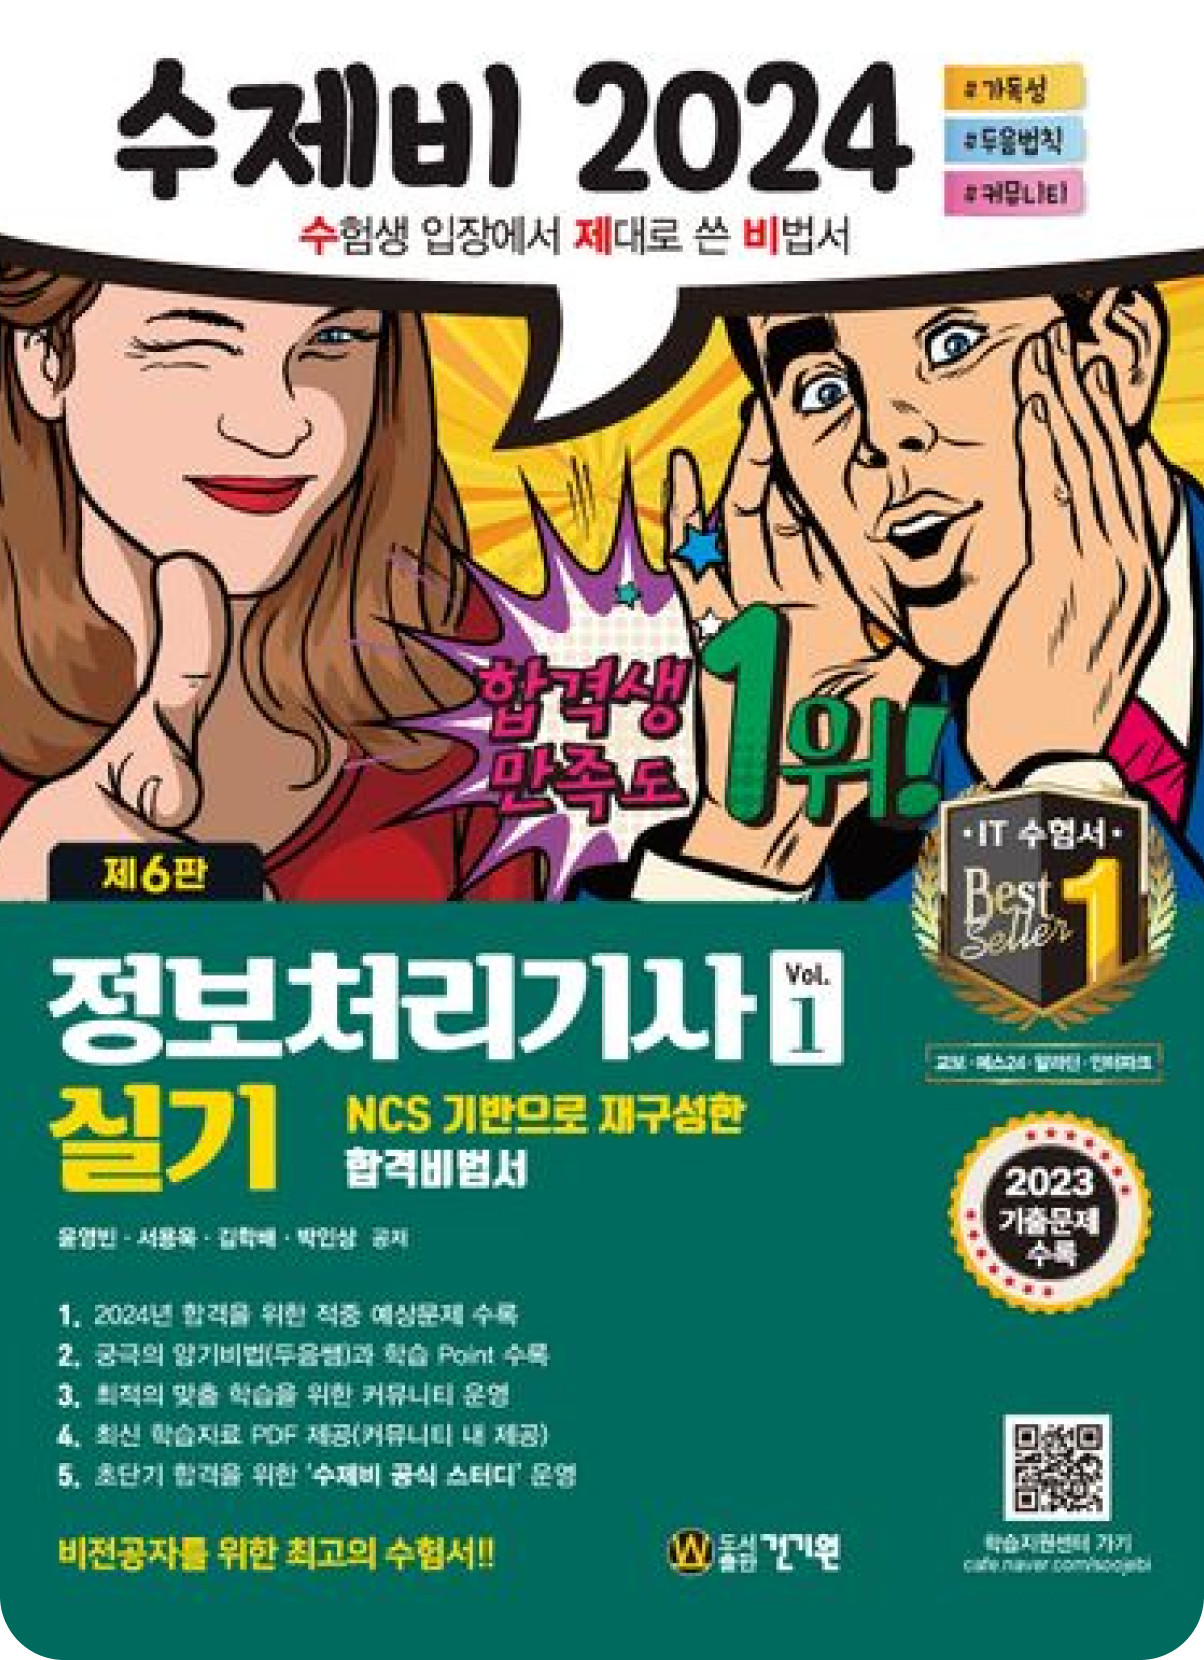 수제비 2024
#가독성
#두음법칙
#커뮤니티
수험생 입장에서 제대로 쓴 비법서
합격생
만족도
1위!
·IT 수험서·
Best
Seller
1
교보·예스24·알라딘·인터파크
제6판
정보처리기사
Vol.
1
실기
NCS 기반으로 재구성한
합격비법서
2023
기출문제
수록
윤영빈 · 서용욱 · 김학배 · 박인상 공저
1. 2024년 합격을 위한 적중 예상문제 수록
2. 궁극의 암기비법(두음쌤)과 학습 Point 수록
3. 최적의 맞춤 학습을 위한 커뮤니티 운영
4. 최신 학습자료 PDF 제공(커뮤니티 내 제공)
5. 초단기 합격을 위한 '수제비 공식 스터디' 운영
비전공자를 위한 최고의 수험서!!
도서
출판
건기원
학습지원센터 가기
cafe.naver.com/soojebi